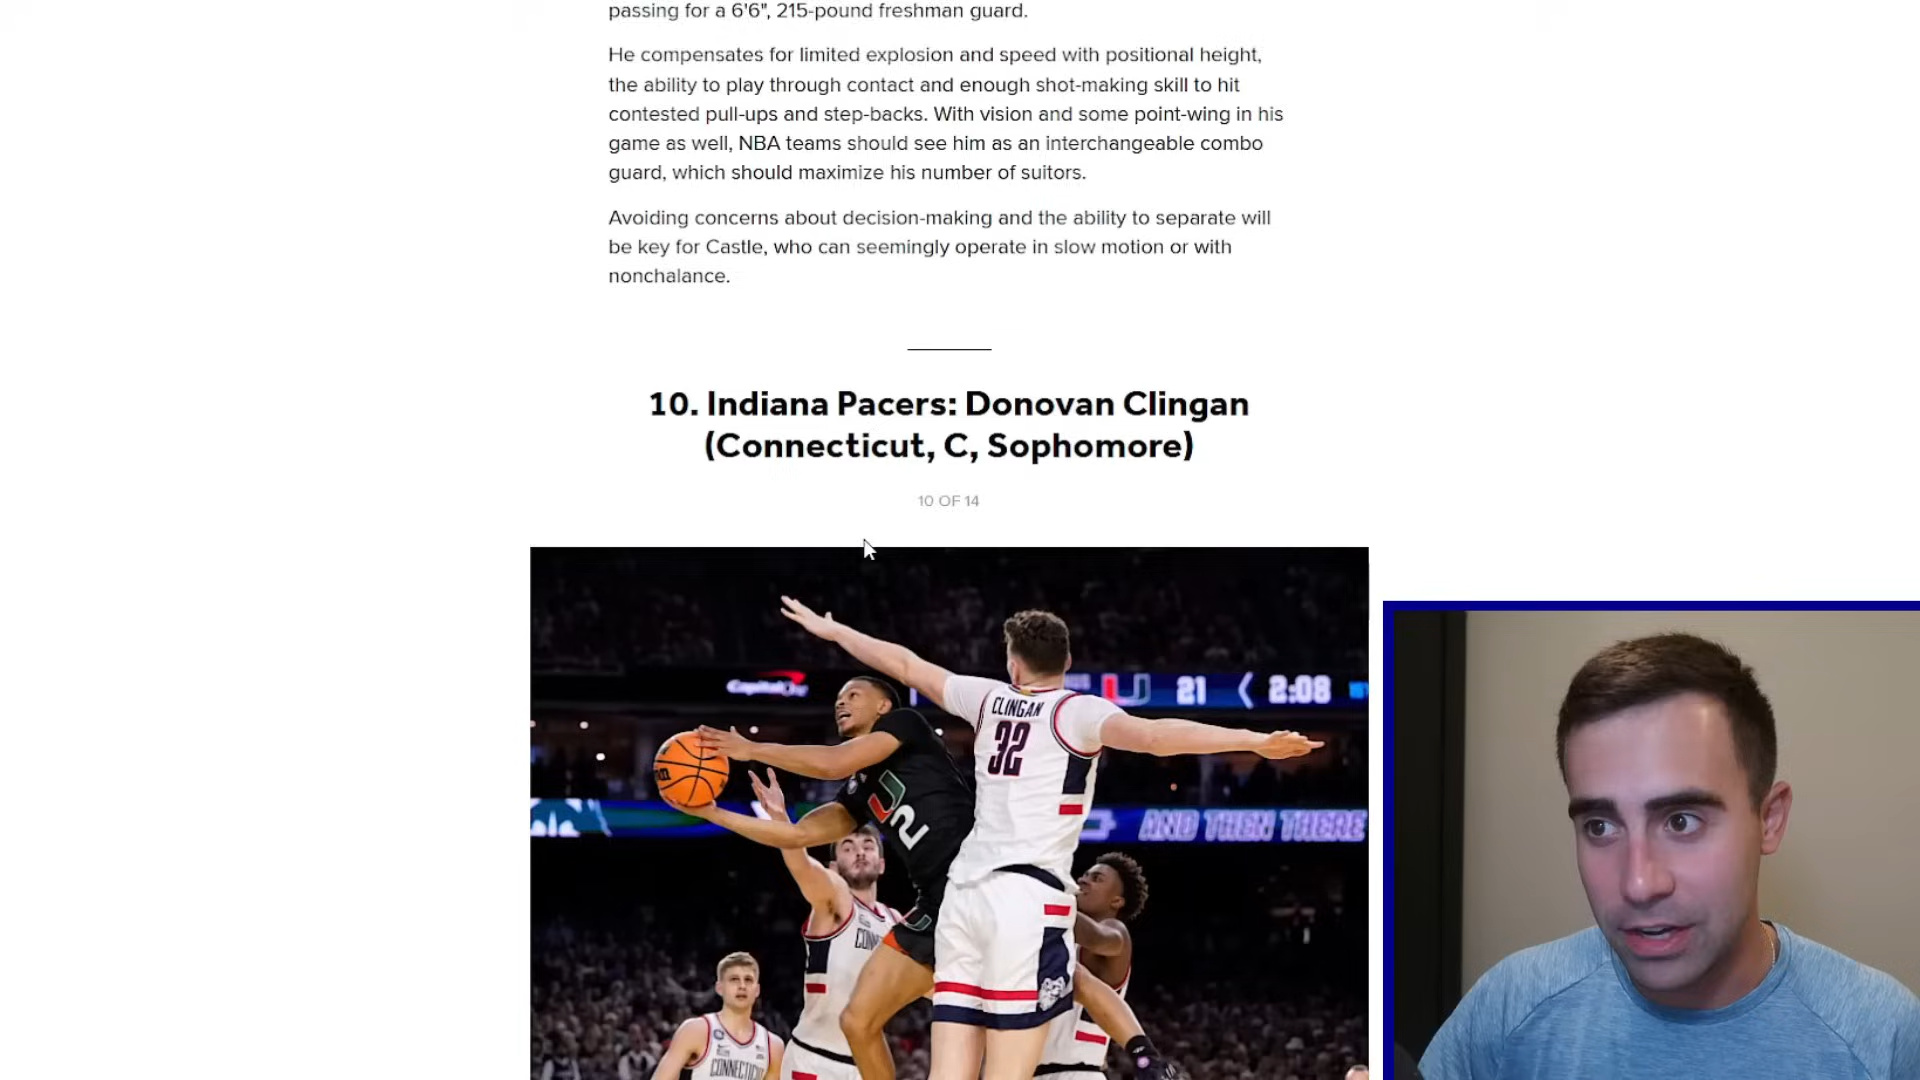 passing for a 6'6", 215-pound freshman guard.
He compensates for limited explosion and speed with positional height,
the ability to play through contact and enough shot-making skill to hit
contested pull-ups and step-backs. With vision and some point-wing in his
game as well, NBA teams should see him as an interchangeable combo
guard, which should maximize his number of suitors.
Avoiding concerns about decision-making and the ability to separate will
be key for Castle, who can seemingly operate in slow motion or with
nonchalance.
10. Indiana Pacers: Donovan Clingan
(Connecticut, C, Sophomore)
10 OF 14
Capital
21
2:08
CLINGAN
32
2
AND THEN THERE
CONNECTICUT